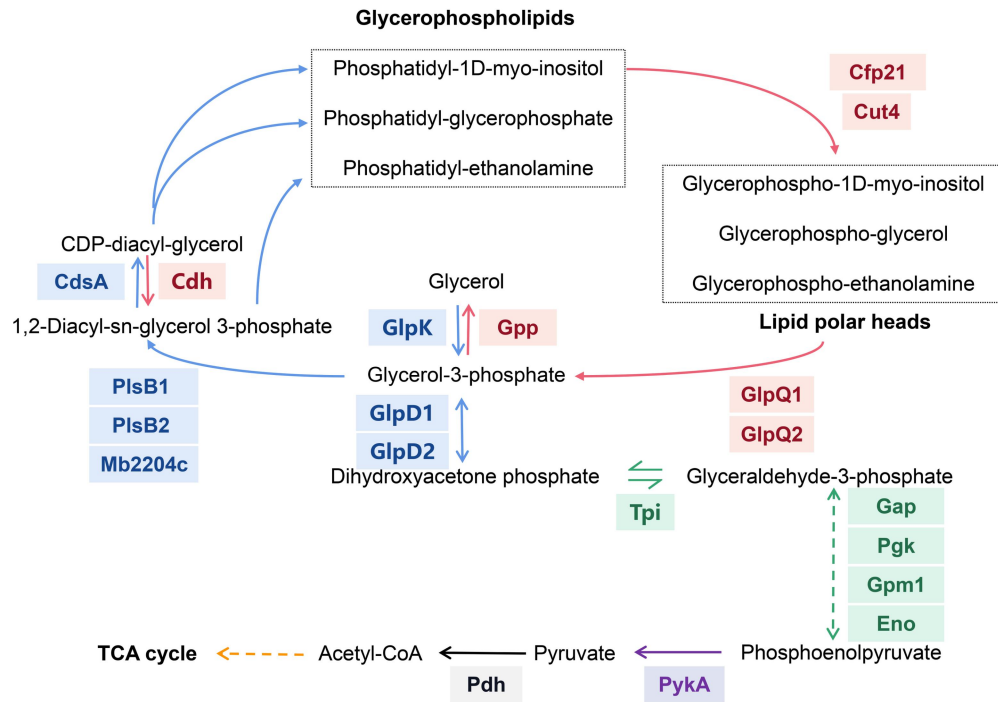 Glycerophospholipids
Phosphatidyl-1D-myo-inositol
Phosphatidyl-glycerophosphate
Phosphatidyl-ethanolamine
Cfp21
Cut4
Glycerophospho-1D-myo-inositol
Glycerophospho-glycerol
Glycerophospho-ethanolamine
Lipid polar heads
CDP-diacyl-glycerol
CdsA
Cdh
1,2-Diacyl-sn-glycerol 3-phosphate
Glycerol
GlpK
Gpp
Glycerol-3-phosphate
PlsB1
PlsB2
Mb2204c
GlpD1
GlpD2
GlpQ1
GlpQ2
Dihydroxyacetone phosphate
Tpi
Glyceraldehyde-3-phosphate
Gap
Pgk
Gpm1
Eno
TCA cycle
Acetyl-CoA
Pdh
Pyruvate
PykA
Phosphoenolpyruvate